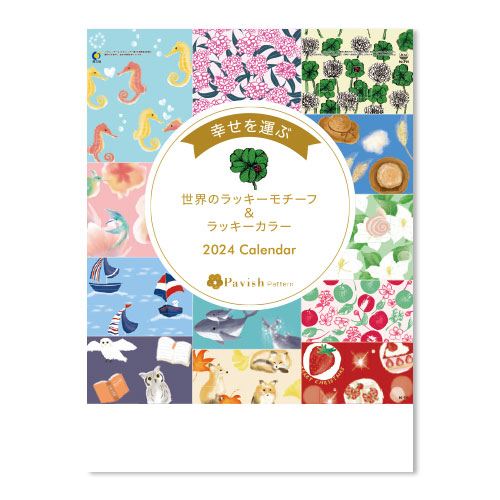 幸せを運ぶ
世界のラッキーモチーフ
&
ラッキーカラー
2024 Calendar
Pavish Pattern